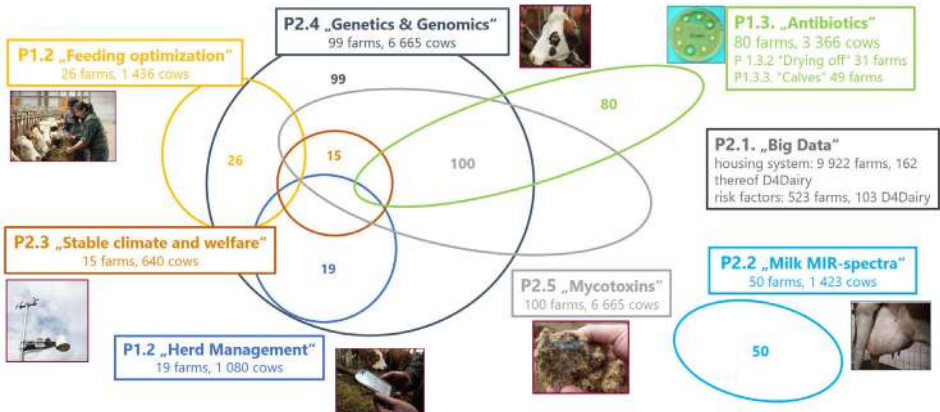 P2.4 „Genetics & Genomics“
99 farms, 6 665 cows
P1.2 „Feeding optimization“
26 farms, 1 436 cows
P1.3. „Antibiotics“
80 farms, 3 366 cows
P 1.3.2 "Drying off" 31 farms
P1.3.3. "Calves" 49 farms
99
80
26
15
100
P2.1. „Big Data“
housing system: 9 922 farms, 162
thereof D4Dairy
risk factors: 523 farms, 103 D4Dairy
P2.3 „Stable climate and welfare“
15 farms, 640 cows
19
P2.5 „Mycotoxins“
100 farms, 6 665 cows
P2.2 „Milk MIR-spectra“
50 farms, 1 423 cows
50
P1.2 „Herd Management“
19 farms, 1 080 cows